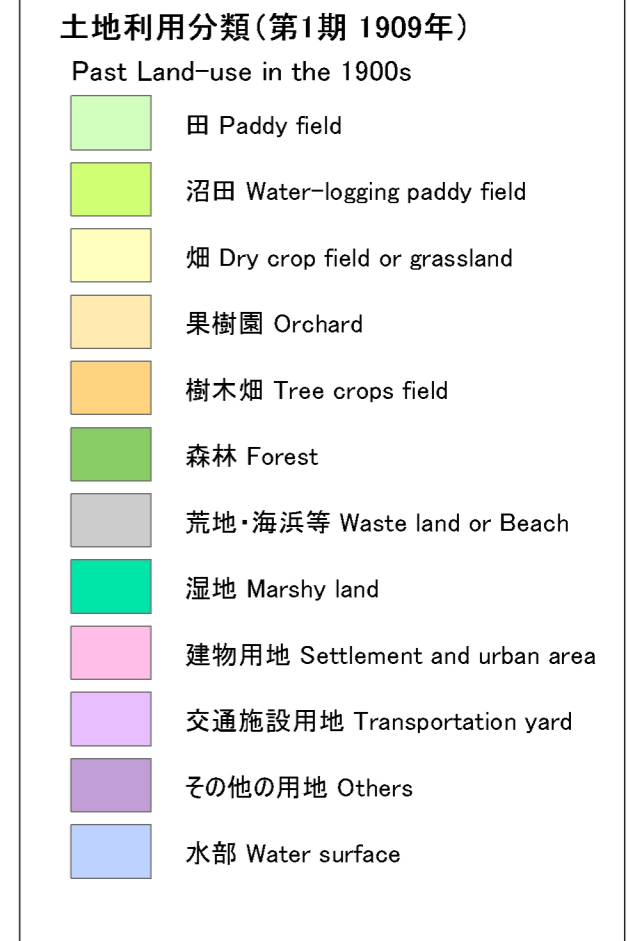 土地利用分類(第1期 1909年)
Past Land-use in the 1900s
田 Paddy field
沼田 Water-logging paddy field
畑 Dry crop field or grassland
果樹園 Orchard
樹木畑 Tree crops field
森林 Forest
荒地・海浜等 Waste land or Beach
湿地 Marshy land
建物用地 Settlement and urban area
交通施設用地 Transportation yard
その他の用地 Others
水部 Water surface